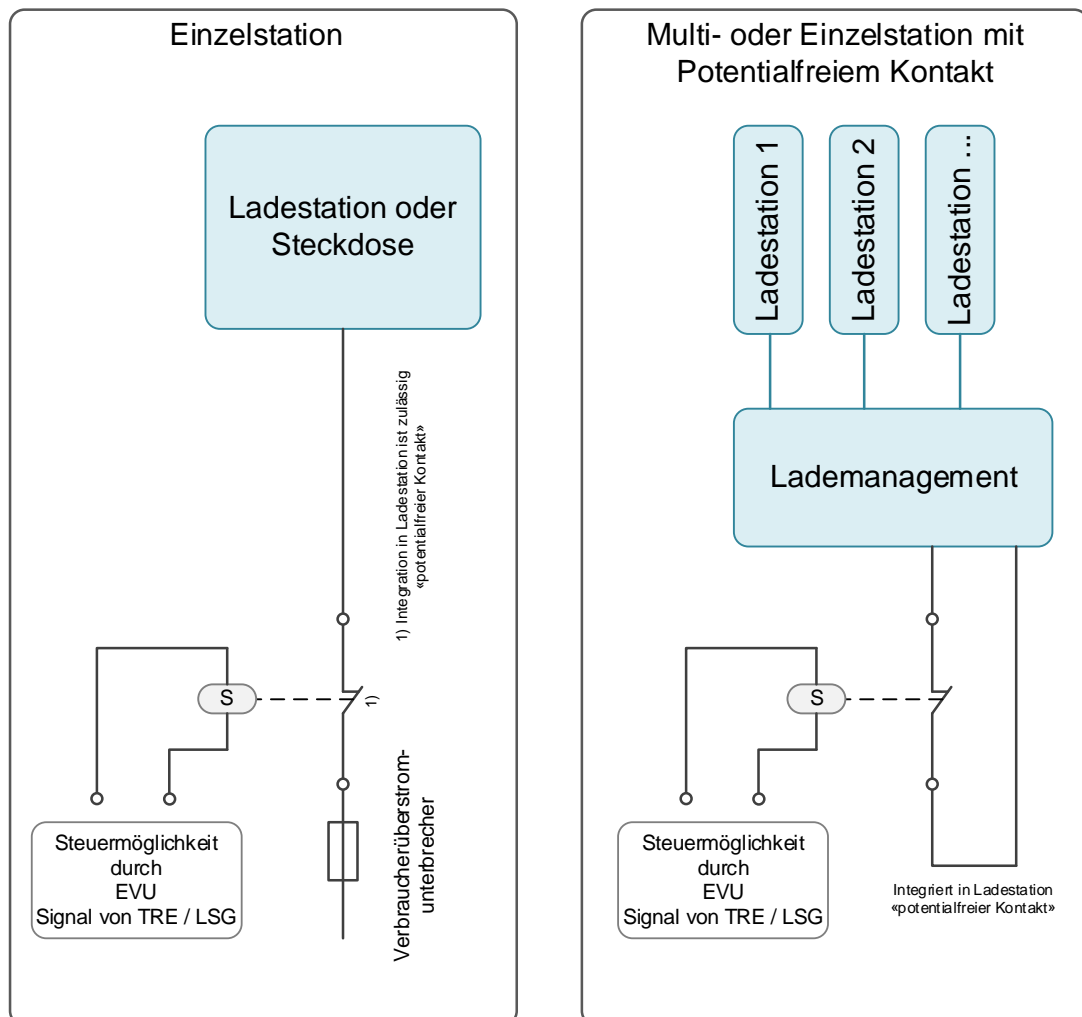 Einzelstation
Ladestation oder
Steckdose
1) Integration in Ladestation ist zulässig
«potentialfreier Kontakt»
S
1)
Verbraucherüberstrom-
unterbrecher
Steuermöglichkeit
durch
EVU
Signal von TRE / LSG
Multi- oder Einzelstation mit
Potentialfreiem Kontakt
Ladestation 1
Ladestation 2
Ladestation ...
Lademanagement
S
Steuermöglichkeit
durch
EVU
Signal von TRE / LSG
Integriert in Ladestation
«potentialfreier Kontakt»